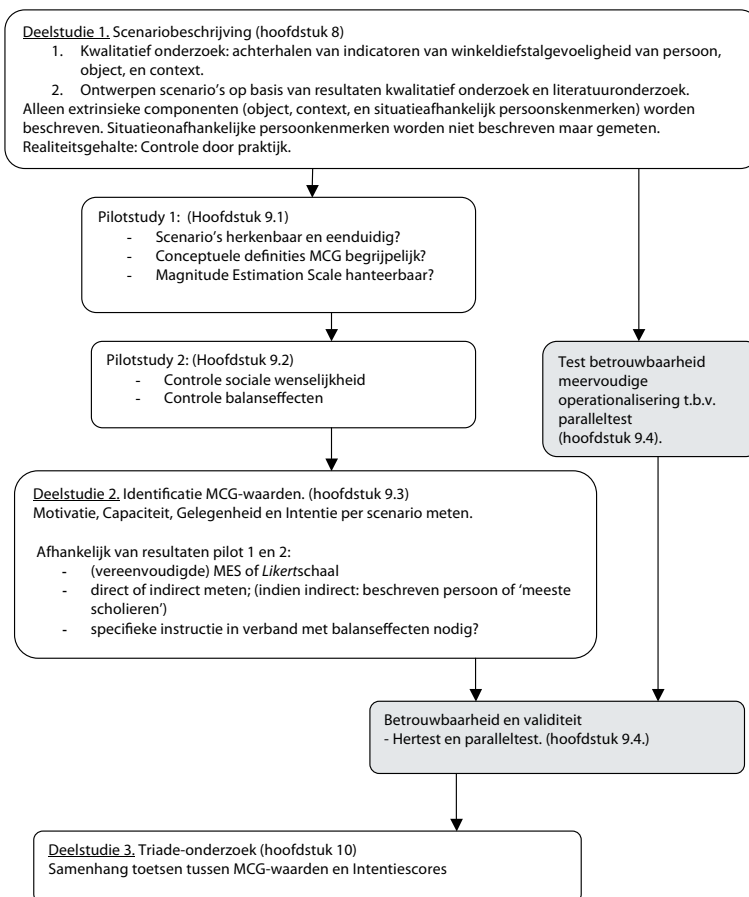 Deelstudie 1. Scenariobeschrijving (hoofdstuk 8)
1. Kwalitatief onderzoek: achterhalen van indicatoren van winkeldiefstalgevoeligheid van persoon,
object, en context.
2. Ontwerpen scenario's op basis van resultaten kwalitatief onderzoek en literatuuronderzoek.
Alleen extrinsieke componenten (object, context, en situatieafhankelijk persoonskenmerken) worden
beschreven. Situatieonafhankelijke persoonkenmerken worden niet beschreven maar gemeten.
Realiteitsgehalte: Controle door praktijk.
Pilotstudy 1: (Hoofdstuk 9.1)
- Scenario's herkenbaar en eenduidig?
- Conceptuele definities MCG begrijpelijk?
- Magnitude Estimation Scale hanteerbaar?
Pilotstudy 2: (Hoofdstuk 9.2)
- Controle sociale wenselijkheid
- Controle balanseffecten
Test betrouwbaarheid
meervoudige
operationalisering t.b.v.
paralleltest
(hoofdstuk 9.4).
Deelstudie 2. Identificatie MCG-waarden. (hoofdstuk 9.3)
Motivatie, Capaciteit, Gelegenheid en Intentie per scenario meten.
Afhankelijk van resultaten pilot 1 en 2:
- (vereenvoudigde) MES of Likertschaal
- direct of indirect meten; (indien indirect: beschreven persoon of 'meeste
scholieren')
- specifieke instructie in verband met balanseffecten nodig?
Betrouwbaarheid en validiteit
- Hertest en paralleltest. (hoofdstuk 9.4.)
Deelstudie 3. Triade-onderzoek (hoofdstuk 10)
Samenhang toetsen tussen MCG-waarden en Intentiescores